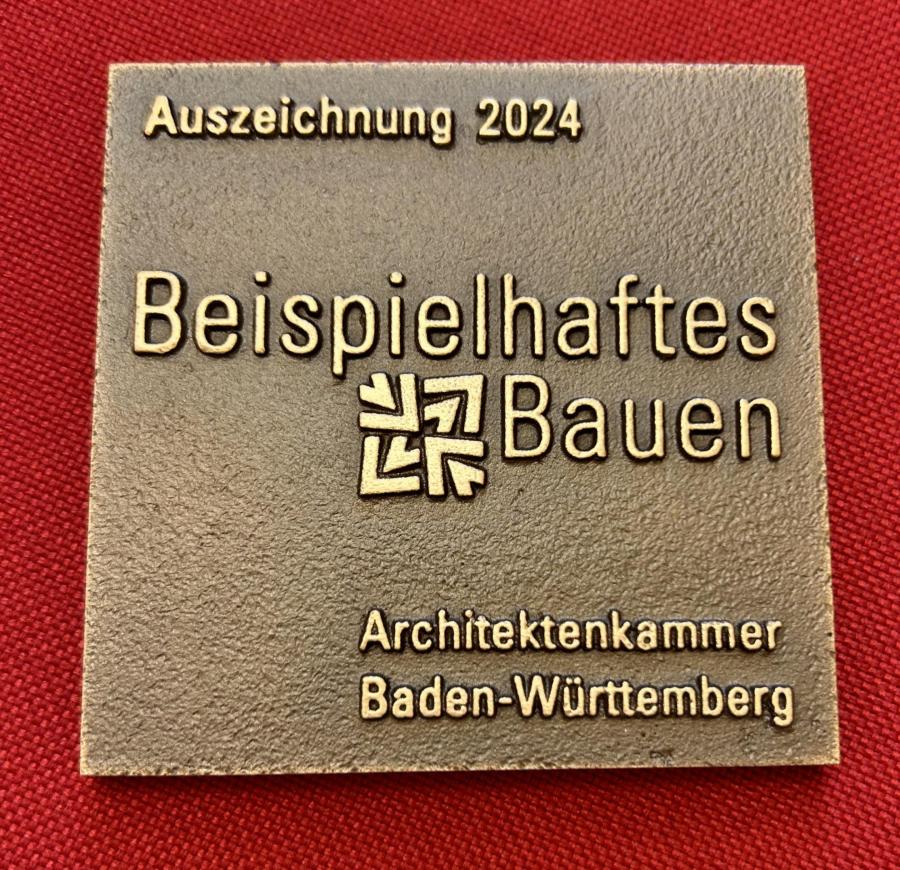 Auszeichnung 2024
Beispielhaftes
Bauen
Architektenkammer
Baden-Württemberg